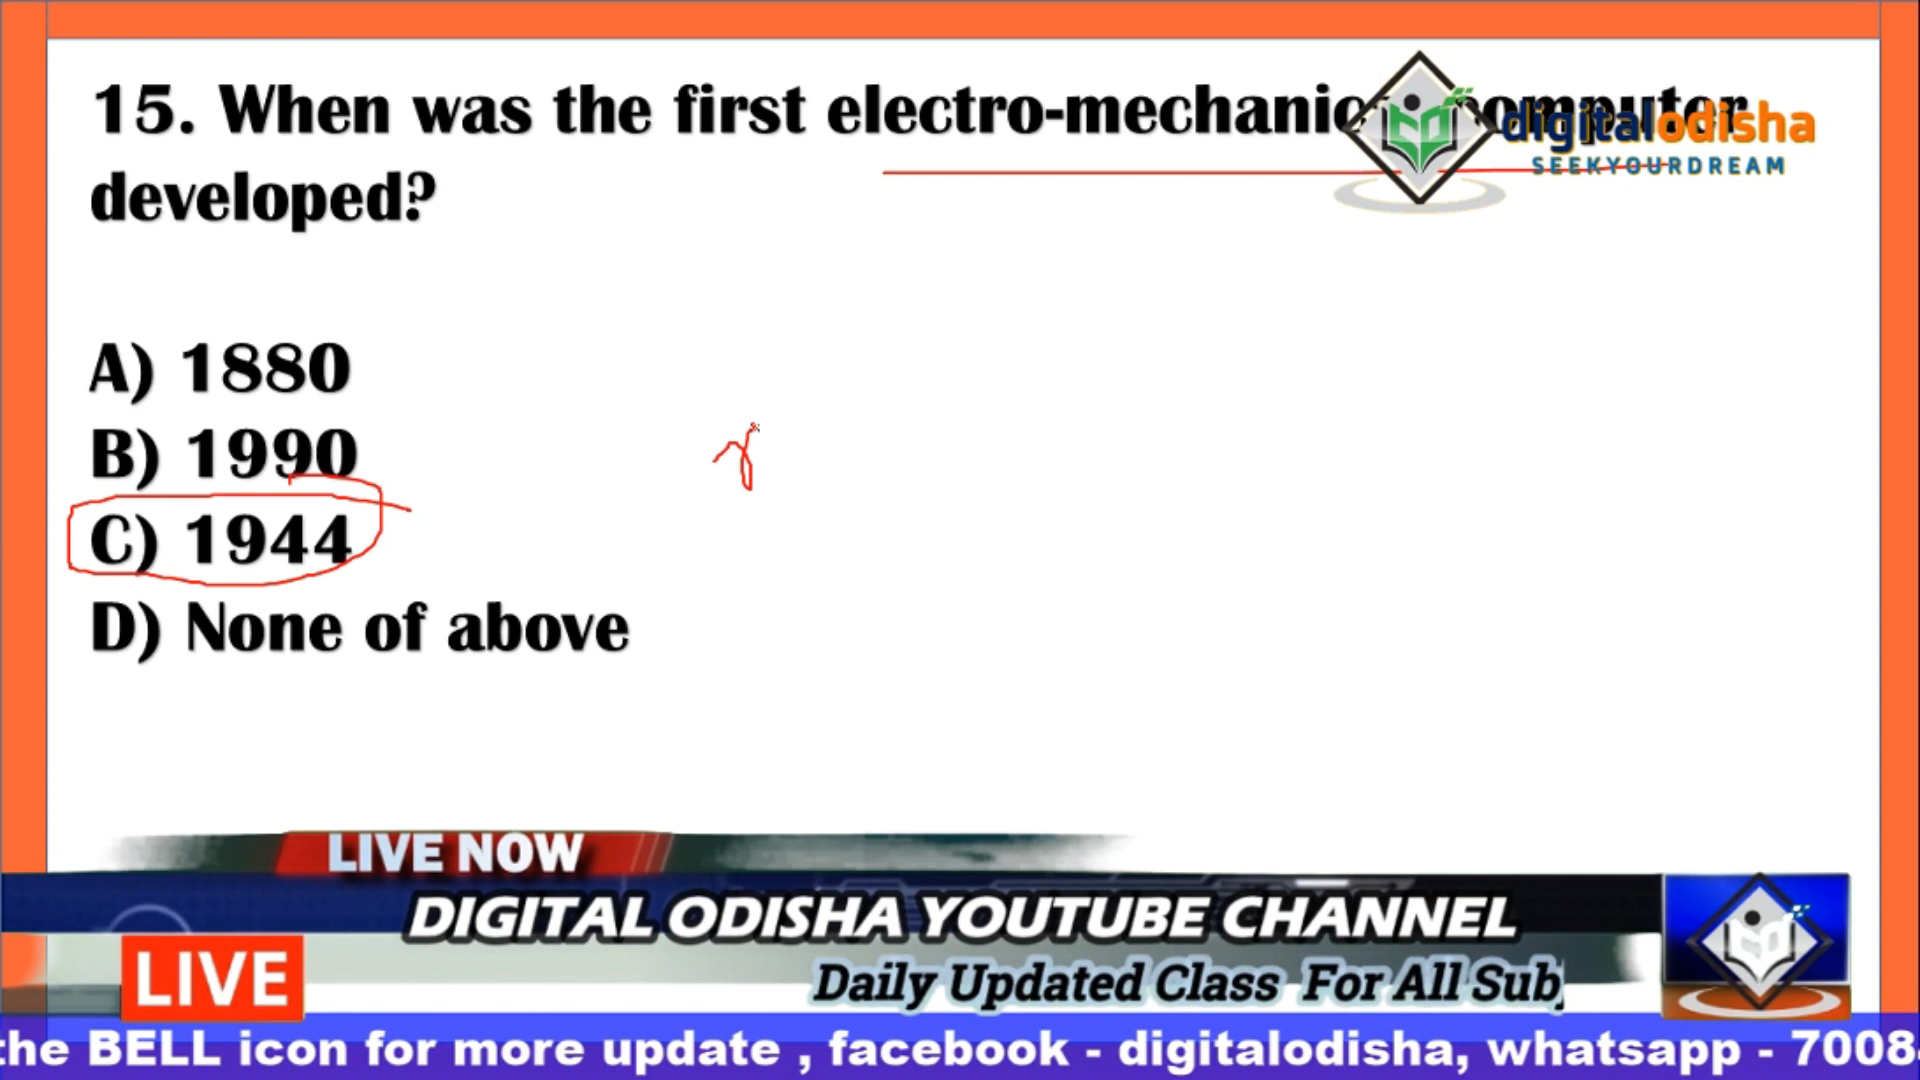 15. When was the first electro-mechanical computer
developed?
digitalodisha
SEEKYOURDREAM
A) 1880
B) 1990
C) 1944
D) None of above
LIVE NOW
DIGITAL ODISHA YOUTUBE CHANNEL
LIVE
Daily Updated Class For All Sub
the BELL icon for more update , facebook - digitalodisha, whatsapp - 7008